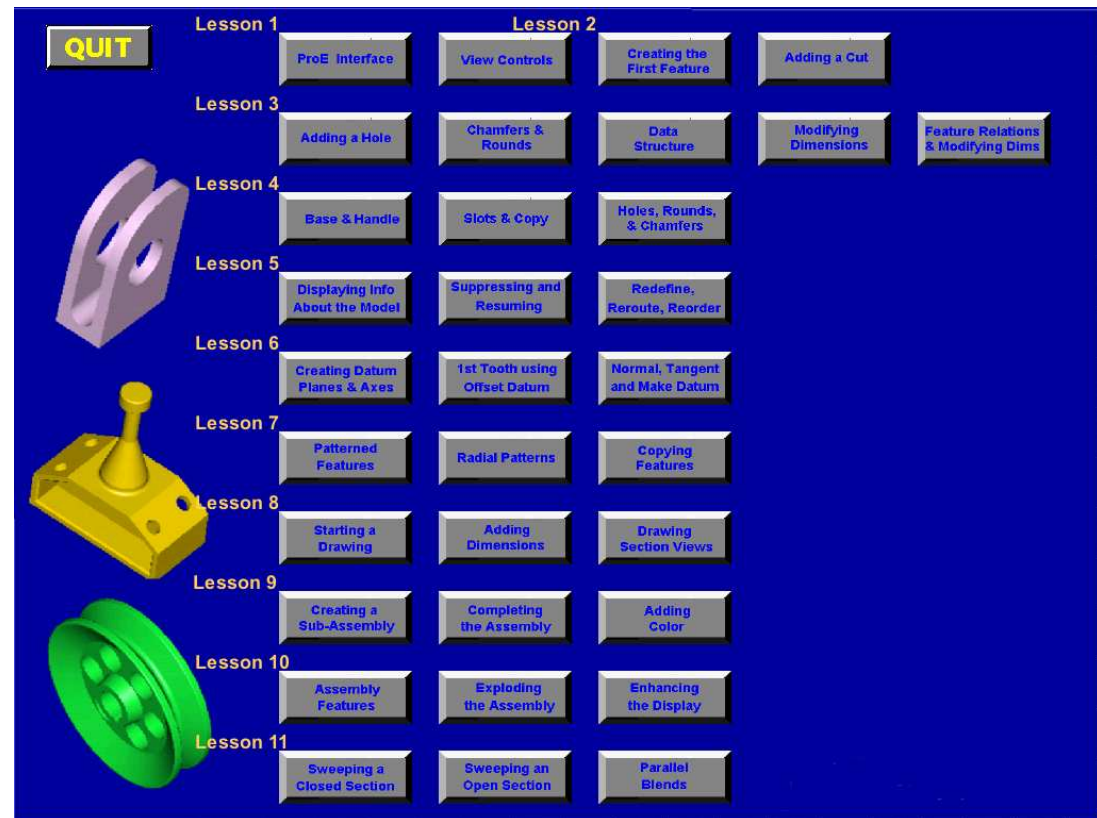 Lesson 1
Lesson 2
QUIT
ProE Interface
View Controls
Creating the
First Feature
Adding a Cut
Lesson 3
Adding a Hole
Chamfers &
Rounds
Data
Structure
Modifying
Dimensions
Feature Relations
& Modifying Dims
Lesson 4
Base & Handle
Slots & Copy
Holes, Rounds,
& Chamfers
Lesson 5
Displaying Info
About the Model
Suppressing and
Resuming
Redefine,
Reroute, Reorder
Lesson 6
Creating Datum
Planes & Axes
1st Tooth using
Offset Datum
Normal, Tangent
and Make Datum
Lesson 7
Patterned
Features
Radial Patterns
Copying
Features
Lesson 8
Starting a
Drawing
Adding
Dimensions
Drawing
Section Views
Lesson 9
Creating a
Sub-Assembly
Completing
the Assembly
Adding
Color
Lesson 10
Assembly
Features
Exploding
the Assembly
Enhancing
the Display
Lesson 11
Sweeping a
Closed Section
Sweeping an
Open Section
Parallel
Blends